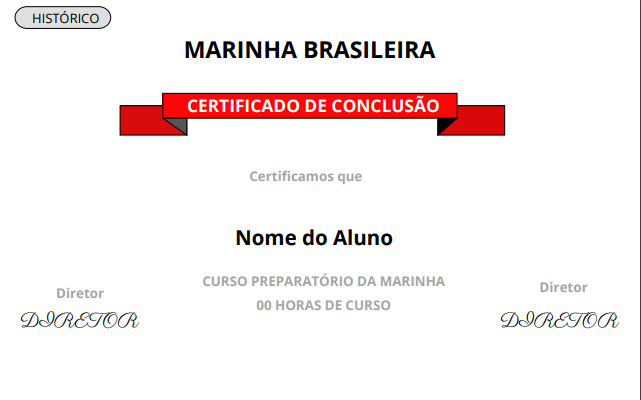 HISTÓRICO
MARINHA BRASILEIRA
CERTIFICADO DE CONCLUSÃO
Certificamos que
Nome do Aluno
CURSO PREPARATÓRIO DA MARINHA
00 HORAS DE CURSO
Diretor
DIRETOR
Diretor
DIRETOR